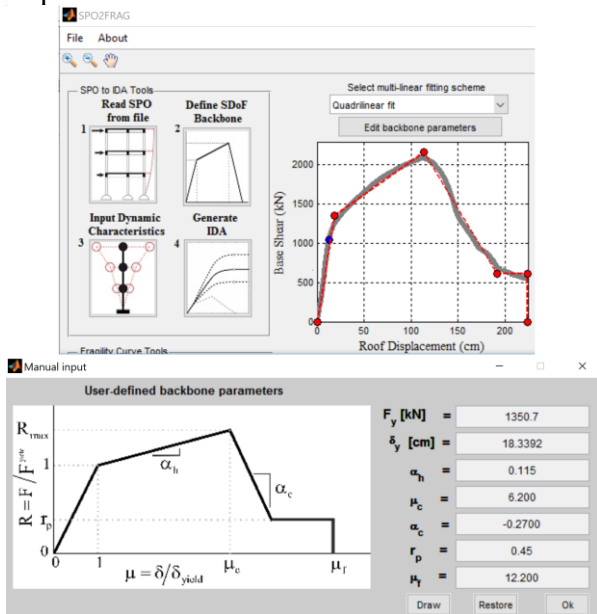 SPO2FRAG
File About
SPO to IDA Tools
Read SPO
from file
1
Define SDoF
Backbone
2
Input Dynamic
Characteristics
3
Generate
IDA
4
Fragility Curve Tools
Select multi-linear fitting scheme
Quadrilinear fit
Edit backbone parameters
Base Shear (kN)
2000
1500
1000
500
0
0 50 100 150 200
Roof Displacement (cm)
Manual input
User-defined backbone parameters
R = F / F^yield
R_max
1
r_p
0
α_h
α_c
0 1 μ_c μ_f
μ = δ/δ_yield
F_y [kN] = 1350.7
δ_y [cm] = 18.3392
α_h = 0.115
μ_c = 6.200
α_c = -0.2700
r_p = 0.45
μ_f = 12.200
Draw Restore Ok